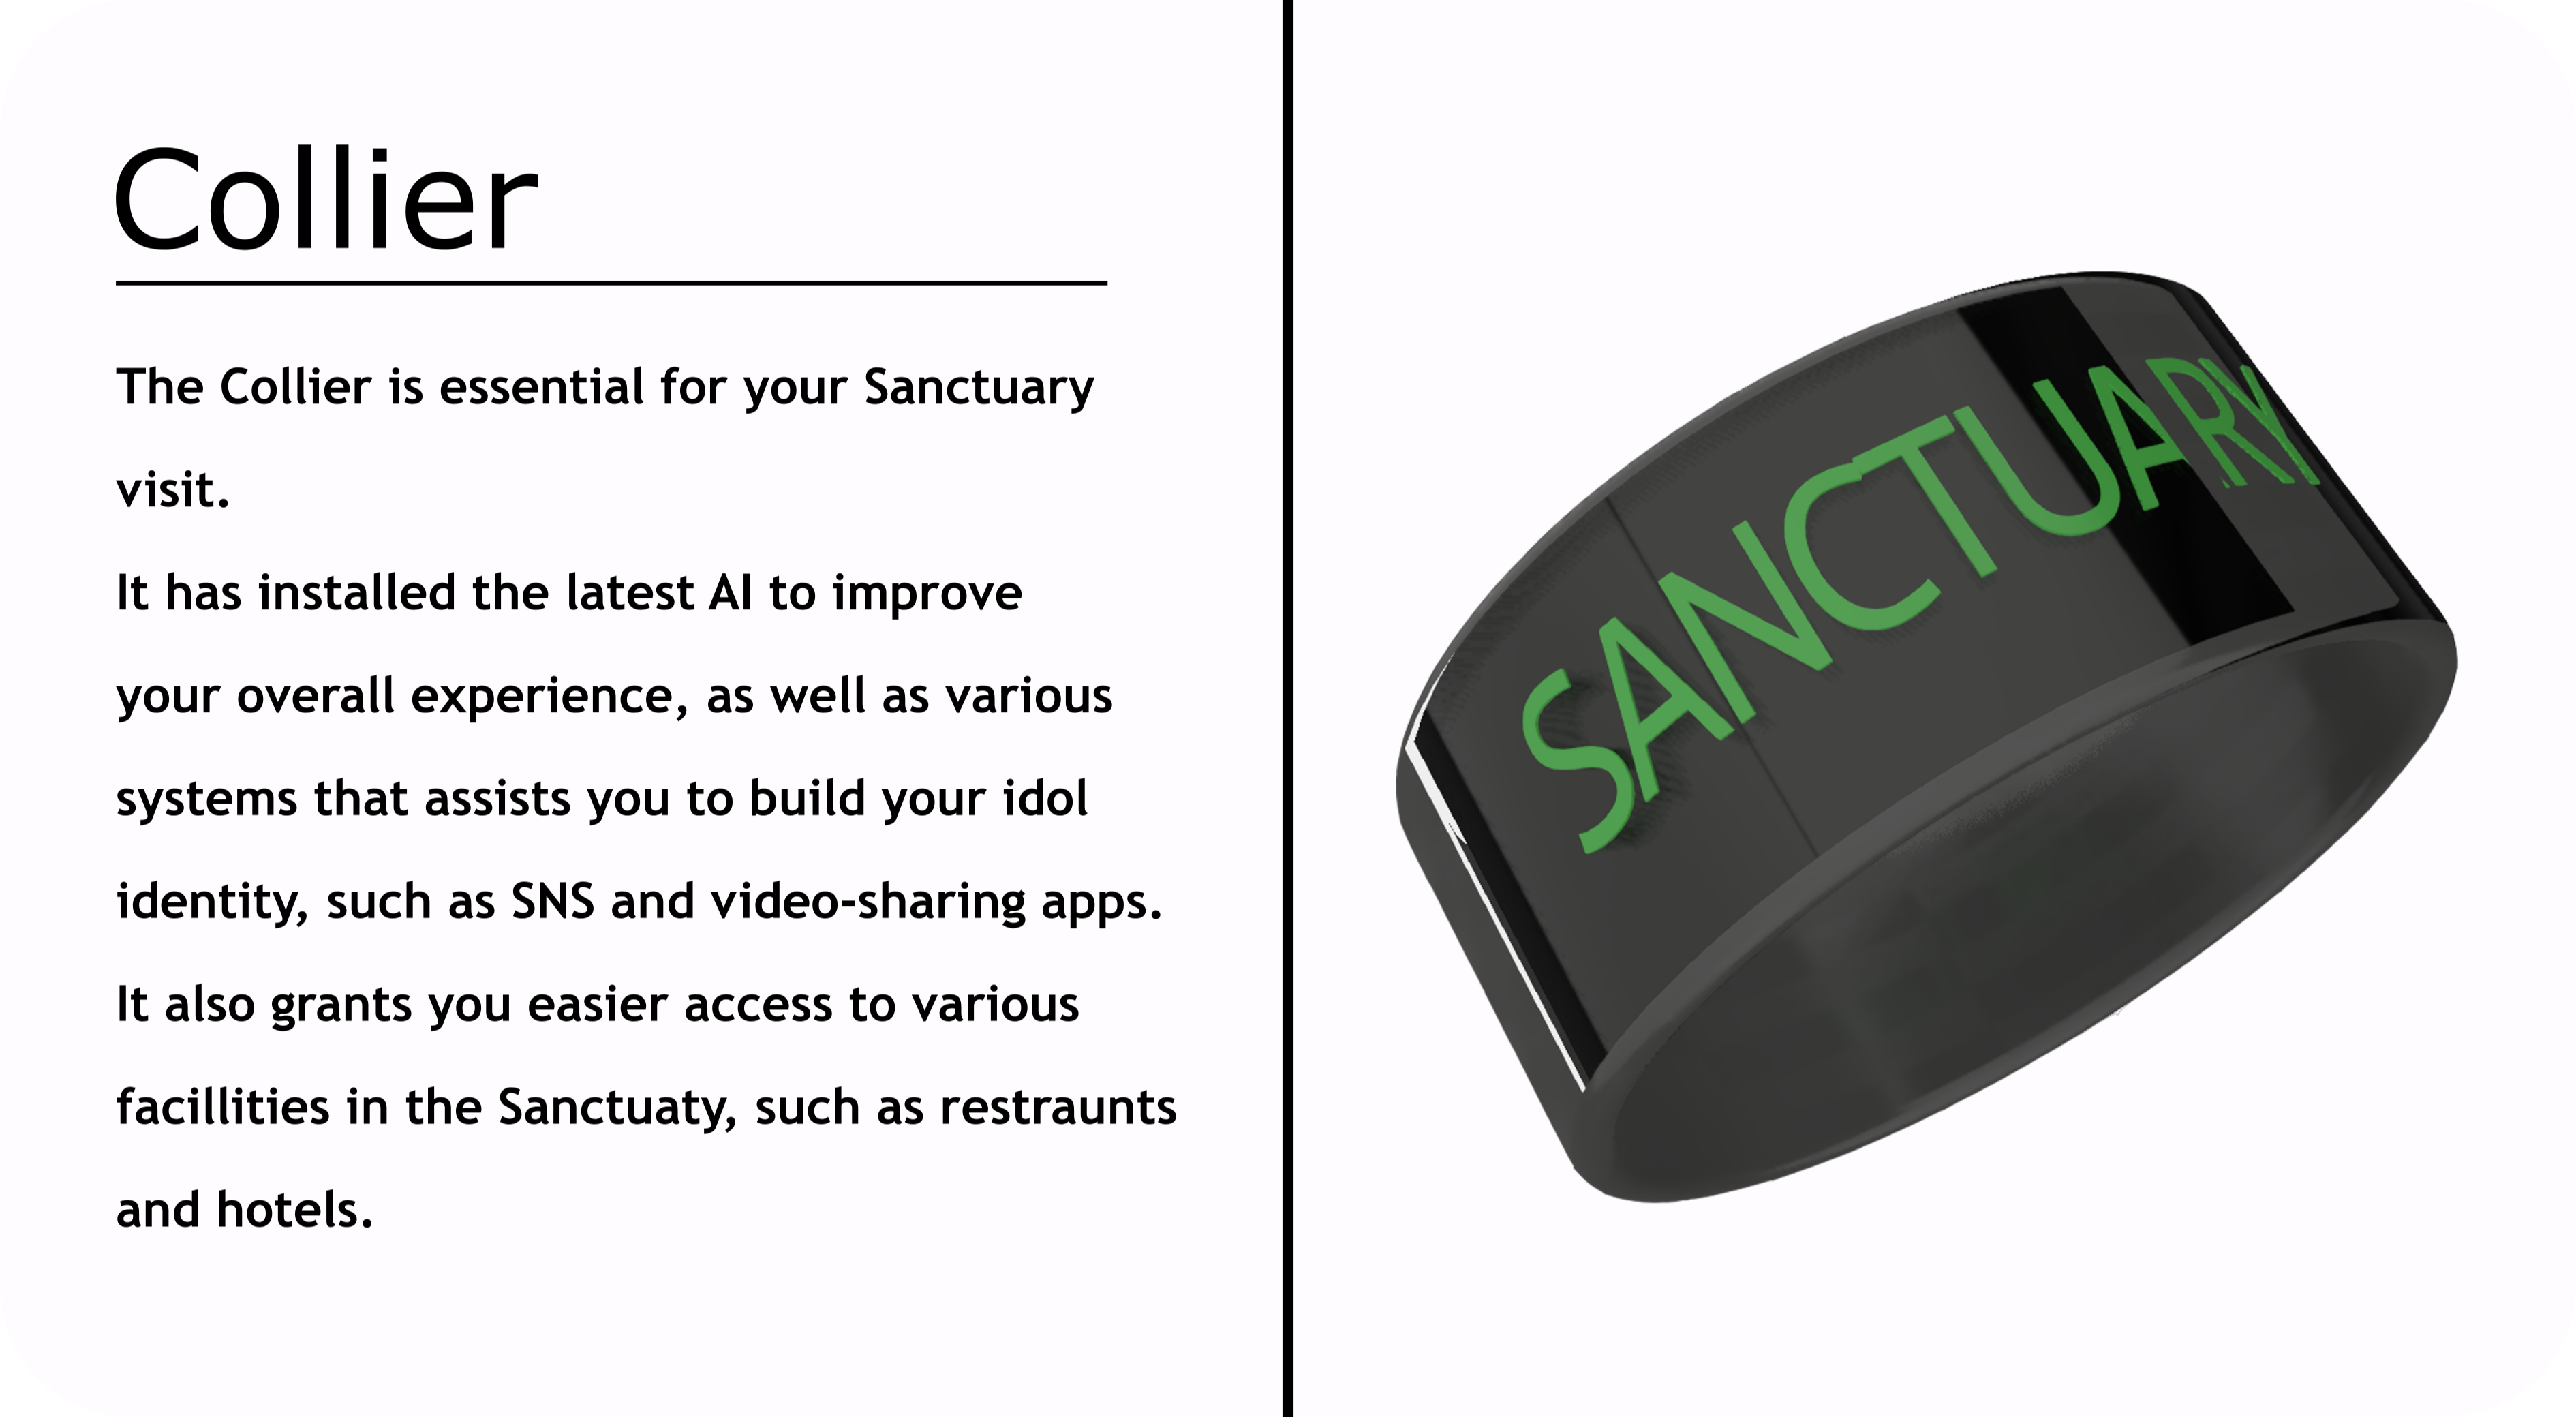 Collier
The Collier is essential for your Sanctuary
visit.
It has installed the latest AI to improve
your overall experience, as well as various
systems that assists you to build your idol
identity, such as SNS and video-sharing apps.
It also grants you easier access to various
facillities in the Sanctuaty, such as restraunts
and hotels.
SANCTUARY